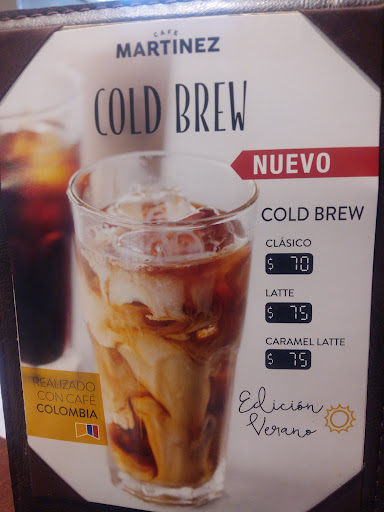 CAFE
MARTINEZ
COLD BREW
NUEVO
COLD BREW
CLÁSICO
$ 70
LATTE
$ 75
CARAMEL LATTE
$ 75
REALIZADO
CON CAFÉ
COLOMBIA
Edición
Verano